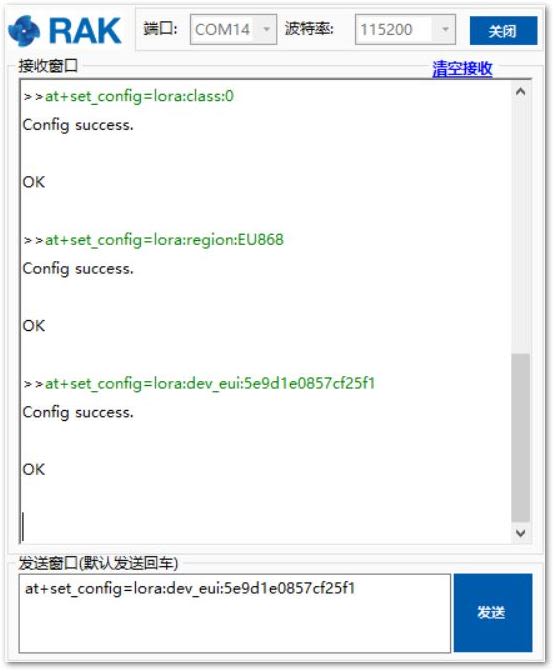 RAK 端口: COM14 波特率: 115200 关闭
接收窗口 清空接收
>>at+set_config=lora:class:0
Config success.
OK
>>at+set_config=lora:region:EU868
Config success.
OK
>>at+set_config=lora:dev_eui:5e9d1e0857cf25f1
Config success.
OK
发送窗口(默认发送回车)
at+set_config=lora:dev_eui:5e9d1e0857cf25f1
发送